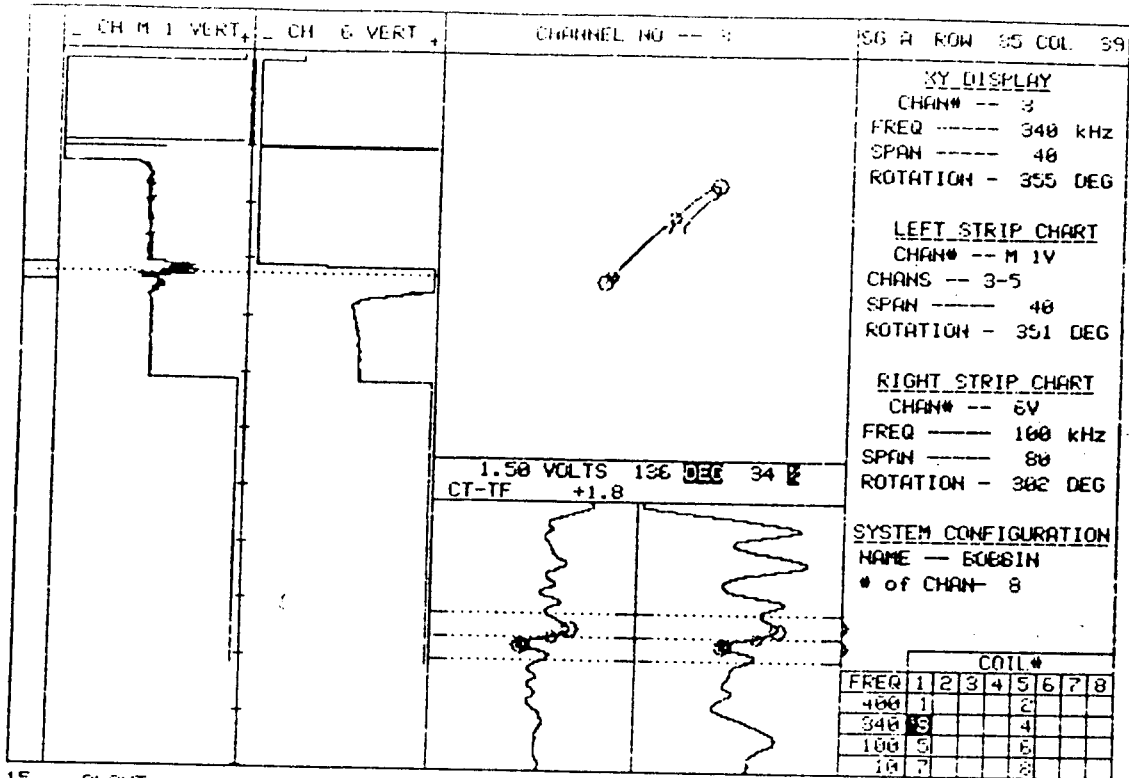 _ CH M 1 VERT +
_ CH 6 VERT +
CHANNEL NO --
SG A ROW 35 COL 39
XY DISPLAY
CHAN# -- 3
FREQ ----- 340 kHz
SPAN ----- 40
ROTATION - 355 DEG
LEFT STRIP CHART
CHAN# -- M 1V
CHANS -- 3-5
SPAN ----- 40
ROTATION - 351 DEG
RIGHT STRIP CHART
CHAN# -- 6V
FREQ ----- 100 kHz
SPAN ----- 80
ROTATION - 302 DEG
1.50 VOLTS 136 DEG 34 %
CT-TF +1.8
SYSTEM CONFIGURATION
NAME -- BOBBIN
# of CHAN- 8
COIL#
FREQ 1 2 3 4 5 6 7 8
400 1 2
340 3 4
100 5 6
10 7 8
15